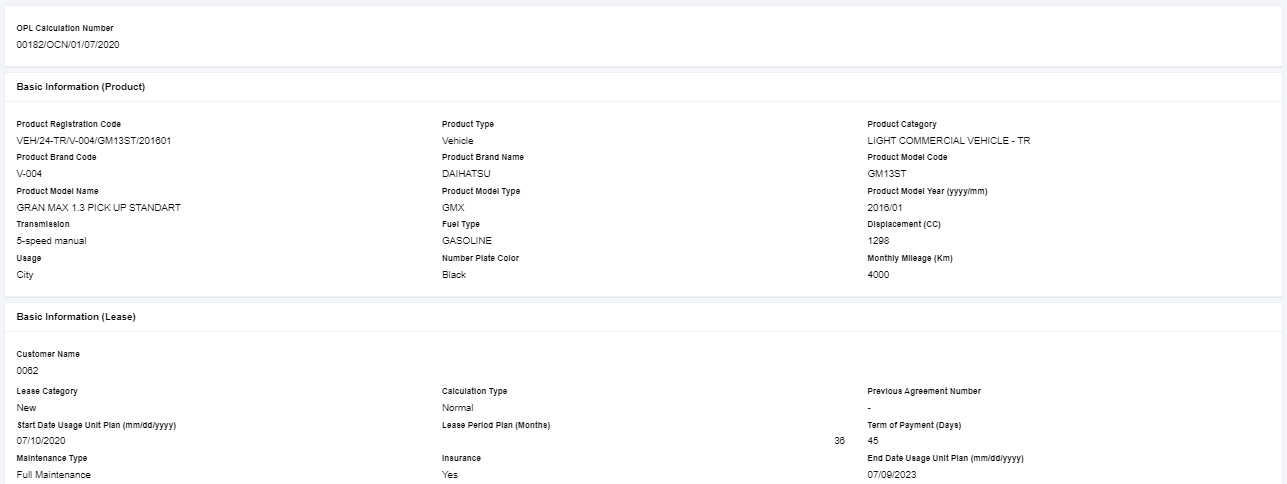 OPL Calculation Number
00182/OCN/01/07/2020
Basic Information (Product)
Product Registration Code Product Type Product Category
VEH/24-TR/V-004/GM13ST/201601 Vehicle LIGHT COMMERCIAL VEHICLE - TR
Product Brand Code Product Brand Name Product Model Code
V-004 DAIHATSU GM13ST
Product Model Name Product Model Type Product Model Year (yyyy/mm)
GRAN MAX 1.3 PICK UP STANDART GMX 2016/01
Transmission Fuel Type Displacement (CC)
5-speed manual GASOLINE 1298
Usage Number Plate Color Monthly Mileage (Km)
City Black 4000
Basic Information (Lease)
Customer Name
0062
Lease Category Calculation Type Previous Agreement Number
New Normal -
Start Date Usage Unit Plan (mm/dd/yyyy) Lease Period Plan (Months) Term of Payment (Days)
07/10/2020 36 45
Maintenance Type Insurance End Date Usage Unit Plan (mm/dd/yyyy)
Full Maintenance Yes 07/09/2023